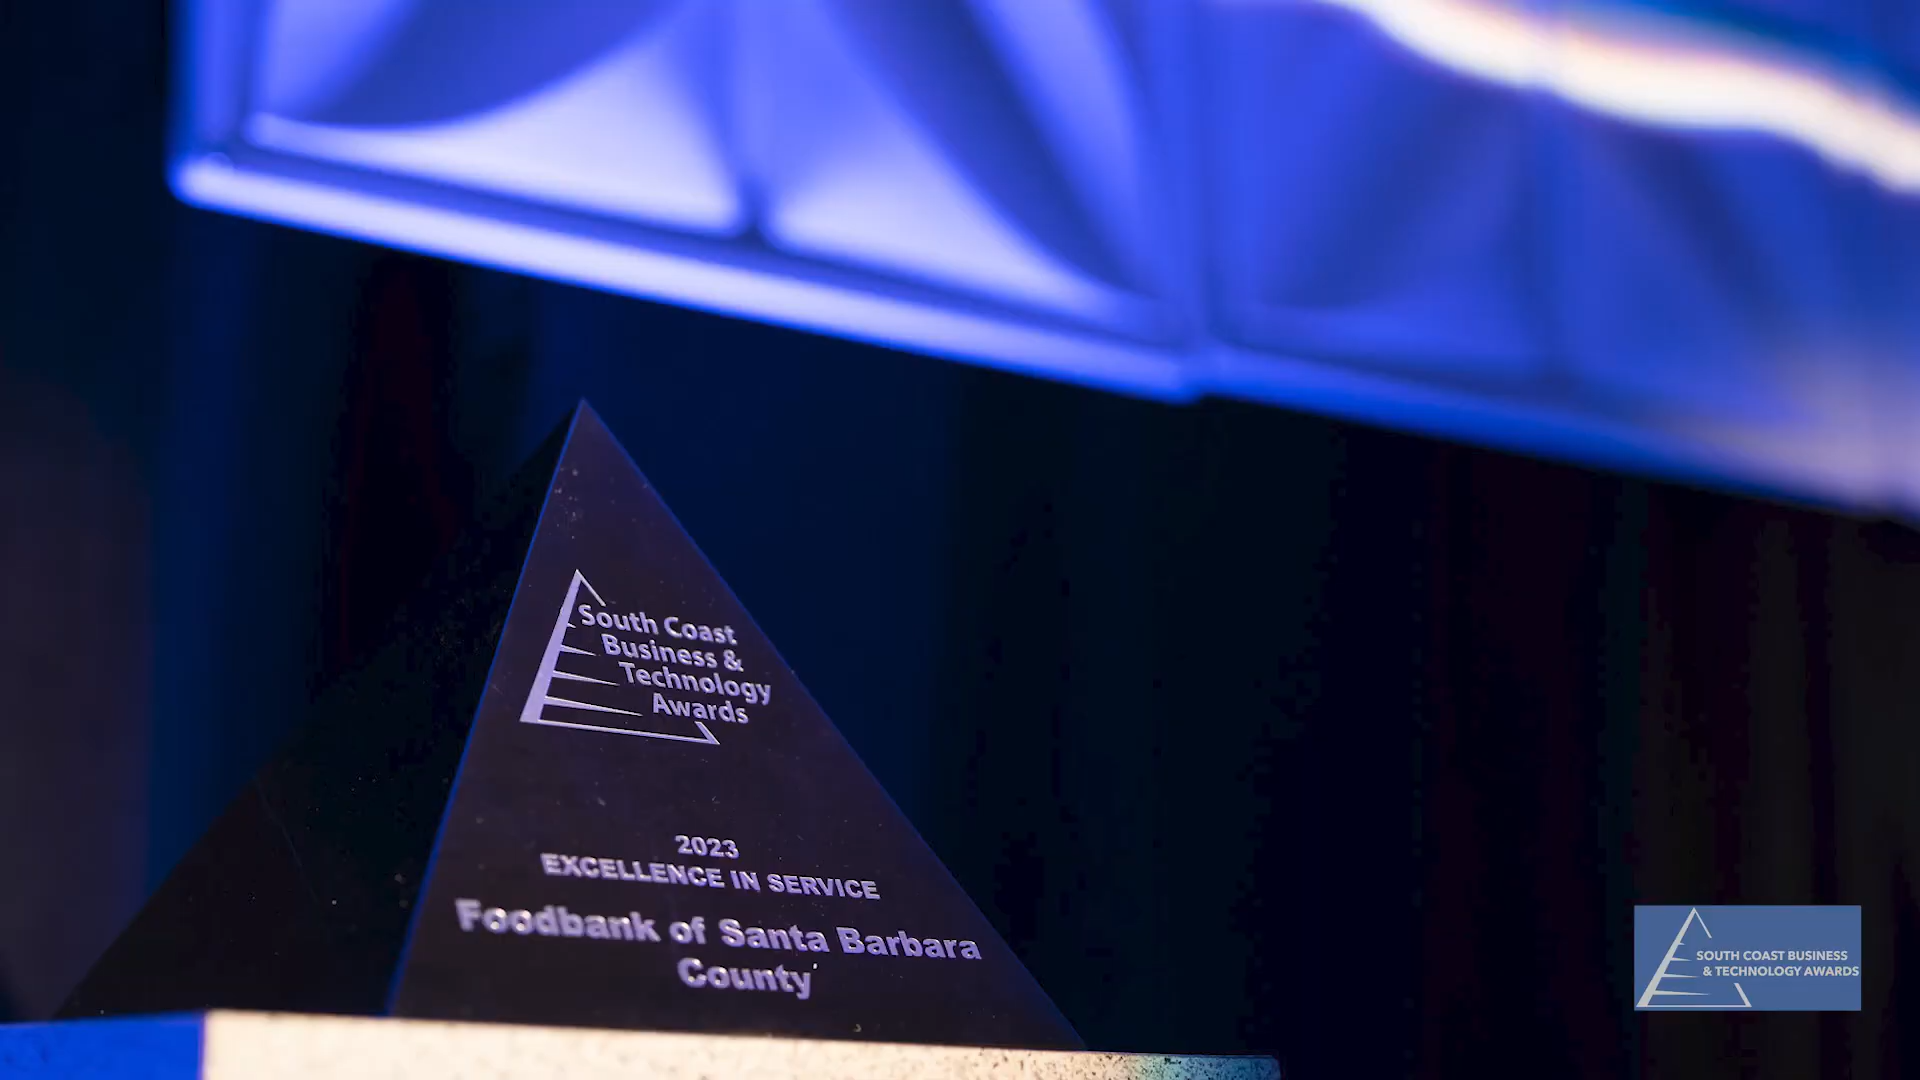 South Coast
Business &
Technology
Awards
2023
EXCELLENCE IN SERVICE
Foodbank of Santa Barbara
County
SOUTH COAST BUSINESS
& TECHNOLOGY AWARDS